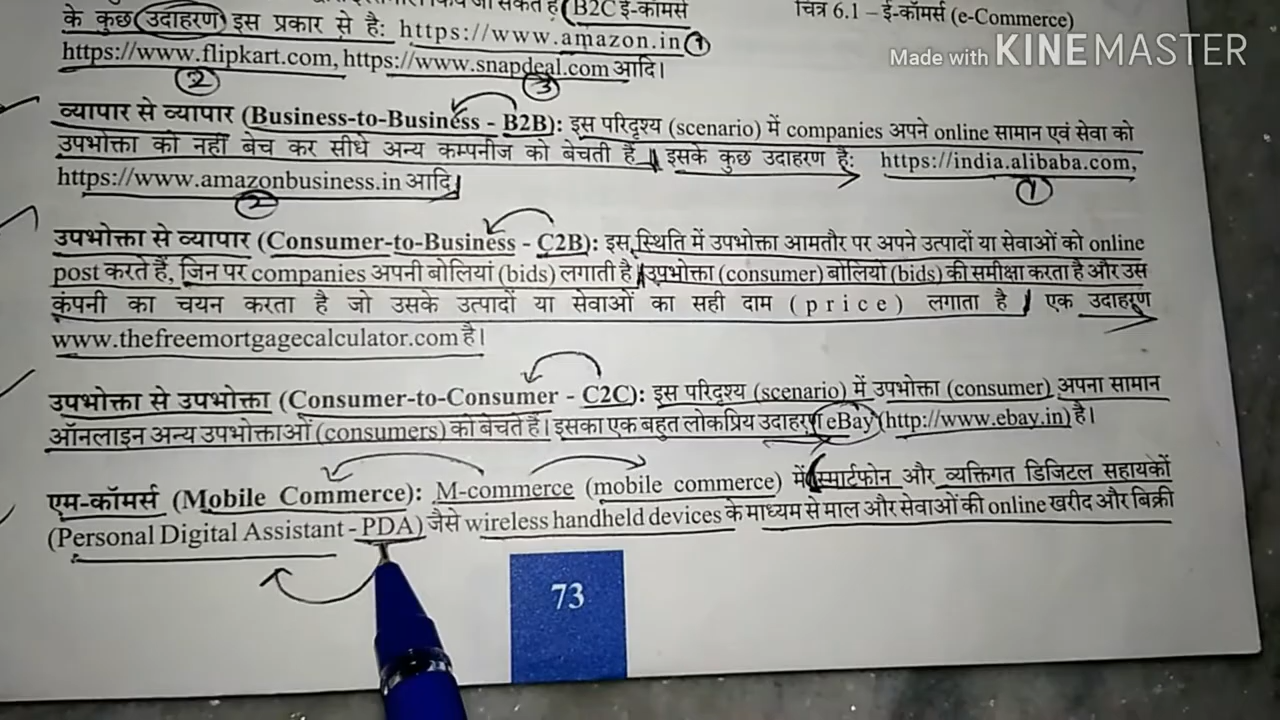 (B2C ई-कॉमर्स
चित्र 6.1 – ई-कॉमर्स (e-Commerce)
के कुछ उदाहरण इस प्रकार से है: https://www.amazon.in ①
Made with KINEMASTER
https://www.flipkart.com, https://www.snapdeal.com आदि।
② ③
व्यापार से व्यापार (Business-to-Business - B2B): इस परिदृश्य (scenario) में companies अपने online सामान एवं सेवा को
उपभोक्ता को नहीं बेच कर सीधे अन्य कम्पनीज को बेचती हैं। इसके कुछ उदाहरण है: https://india.alibaba.com,
https://www.amazonbusiness.in आदि।
② ①
उपभोक्ता से व्यापार (Consumer-to-Business - C2B): इस स्थिति में उपभोक्ता आमतौर पर अपने उत्पादों या सेवाओं को online
post करते हैं, जिन पर companies अपनी बोलियां (bids) लगाती है। उपभोक्ता (consumer) बोलियों (bids) की समीक्षा करता है और उस
कंपनी का चयन करता है जो उसके उत्पादों या सेवाओं का सही दाम (price) लगाता है। एक उदाहरण
www.thefreemortgagecalculator.com है।
उपभोक्ता से उपभोक्ता (Consumer-to-Consumer - C2C): इस परिदृश्य (scenario) में उपभोक्ता (consumer) अपना सामान
ऑनलाइन अन्य उपभोक्ताओं (consumers) को बेचते हैं। इसका एक बहुत लोकप्रिय उदाहरण eBay (http://www.ebay.in) है।
एम-कॉमर्स (Mobile Commerce): M-commerce (mobile commerce) में स्मार्टफोन और व्यक्तिगत डिजिटल सहायकों
(Personal Digital Assistant - PDA) जैसे wireless handheld devices के माध्यम से माल और सेवाओं की online खरीद और बिक्री
73